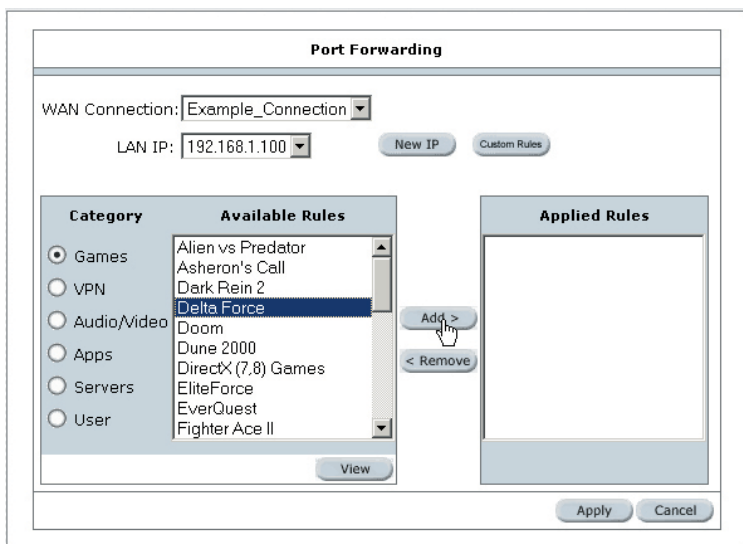 Port Forwarding
WAN Connection: Example_Connection
LAN IP: 192.168.1.100 New IP Custom Rules
Category Available Rules Applied Rules
Games
VPN
Audio/Video
Apps
Servers
User
Alien vs Predator
Asheron's Call
Dark Rein 2
Delta Force
Doom
Dune 2000
DirectX (7,8) Games
EliteForce
EverQuest
Fighter Ace II
Add >
< Remove
View
Apply Cancel